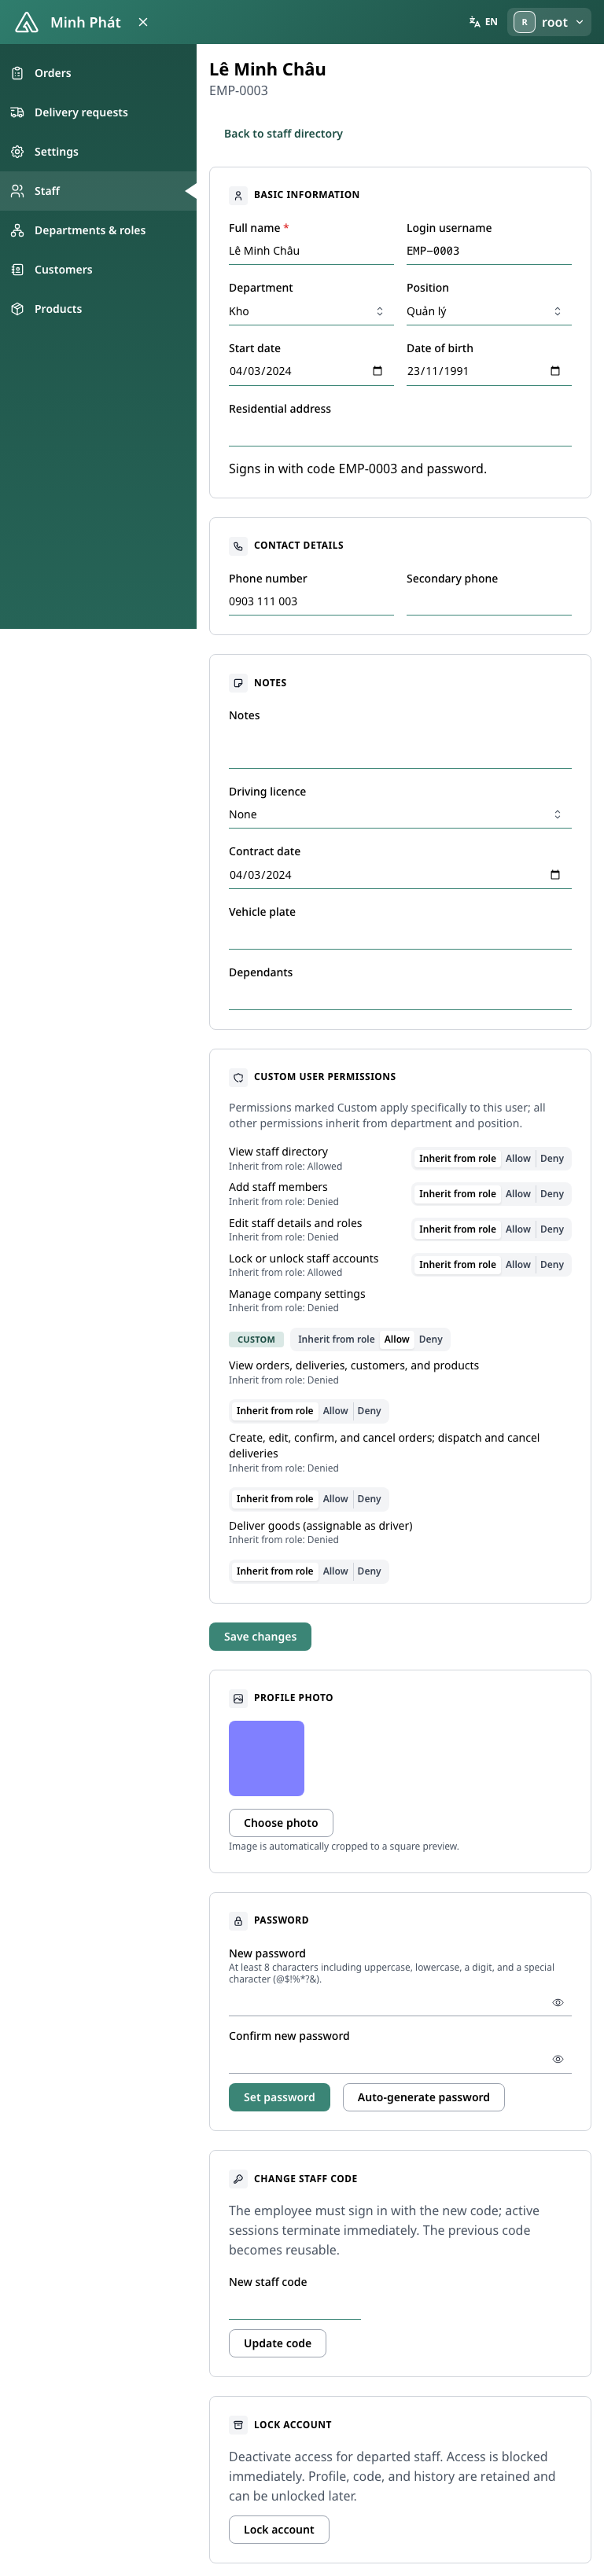 Minh Phát
EN
R
root
Orders
Delivery requests
Settings
Staff
Departments & roles
Customers
Products
Lê Minh Châu
EMP-0003
Back to staff directory
BASIC INFORMATION
Full name *
Login username
Lê Minh Châu
EMP-0003
Department
Position
Kho
Quản lý
Start date
Date of birth
04/03/2024
23/11/1991
Residential address
Signs in with code EMP-0003 and password.
CONTACT DETAILS
Phone number
Secondary phone
0903 111 003
NOTES
Notes
Driving licence
None
Contract date
04/03/2024
Vehicle plate
Dependants
CUSTOM USER PERMISSIONS
Permissions marked Custom apply specifically to this user; all
other permissions inherit from department and position.
View staff directory
Inherit from role: Allowed
Inherit from role Allow Deny
Add staff members
Inherit from role: Denied
Inherit from role Allow Deny
Edit staff details and roles
Inherit from role: Denied
Inherit from role Allow Deny
Lock or unlock staff accounts
Inherit from role: Allowed
Inherit from role Allow Deny
Manage company settings
Inherit from role: Denied
CUSTOM Inherit from role Allow Deny
View orders, deliveries, customers, and products
Inherit from role: Denied
Inherit from role Allow Deny
Create, edit, confirm, and cancel orders; dispatch and cancel
deliveries
Inherit from role: Denied
Inherit from role Allow Deny
Deliver goods (assignable as driver)
Inherit from role: Denied
Inherit from role Allow Deny
Save changes
PROFILE PHOTO
Choose photo
Image is automatically cropped to a square preview.
PASSWORD
New password
At least 8 characters including uppercase, lowercase, a digit, and a special
character (@$!%*?&).
Confirm new password
Set password
Auto-generate password
CHANGE STAFF CODE
The employee must sign in with the new code; active
sessions terminate immediately. The previous code
becomes reusable.
New staff code
Update code
LOCK ACCOUNT
Deactivate access for departed staff. Access is blocked
immediately. Profile, code, and history are retained and
can be unlocked later.
Lock account